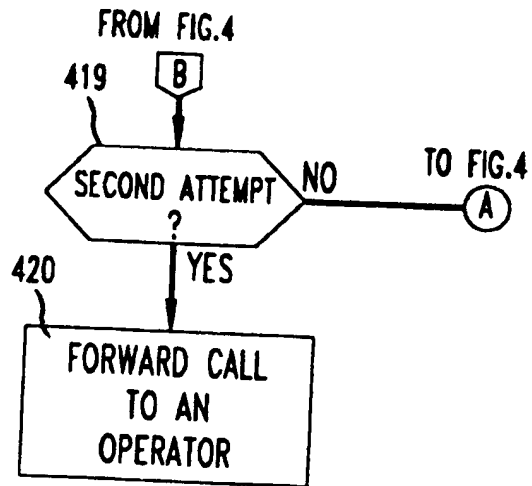 FROM FIG.4
B
419
SECOND ATTEMPT
?
NO
TO FIG.4
A
YES
420
FORWARD CALL
TO AN
OPERATOR